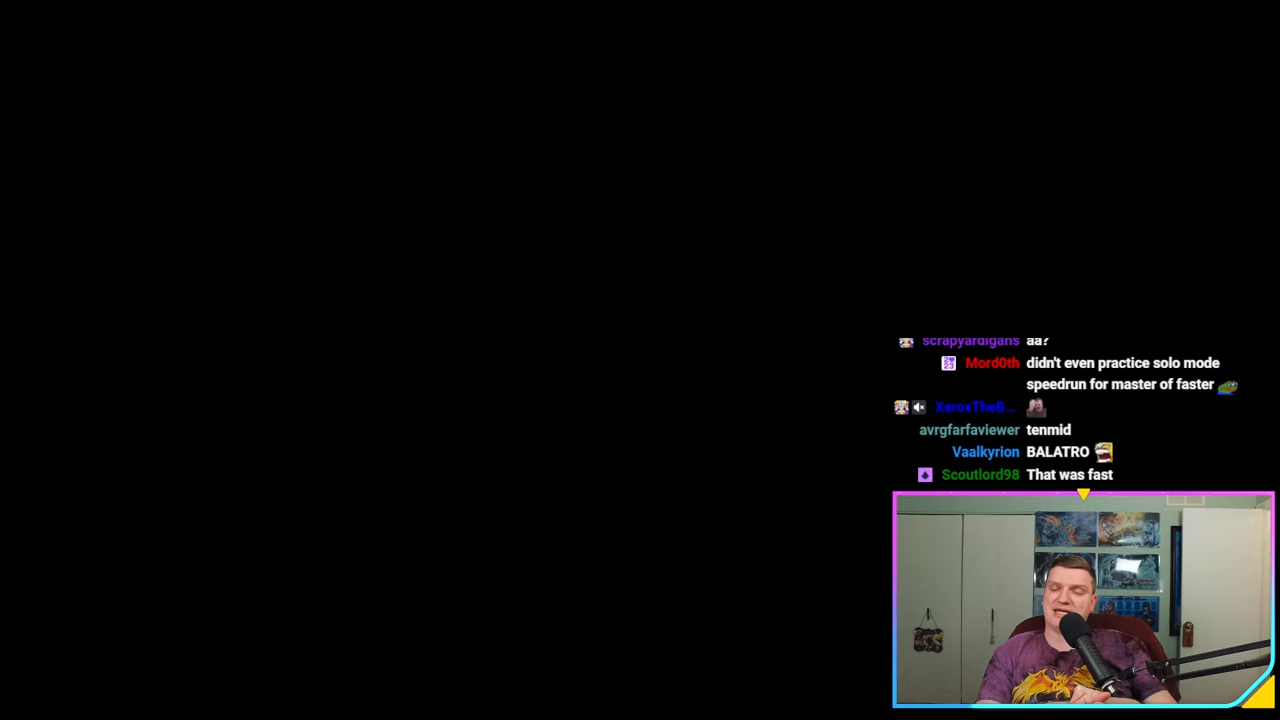 scrapyardigans aa?
Mord0th didn't even practice solo mode
speedrun for master of faster
XeroxTheB...
avrgfarfaviewer tenmid
Vaalkyrion BALATRO
Scoutlord98 That was fast